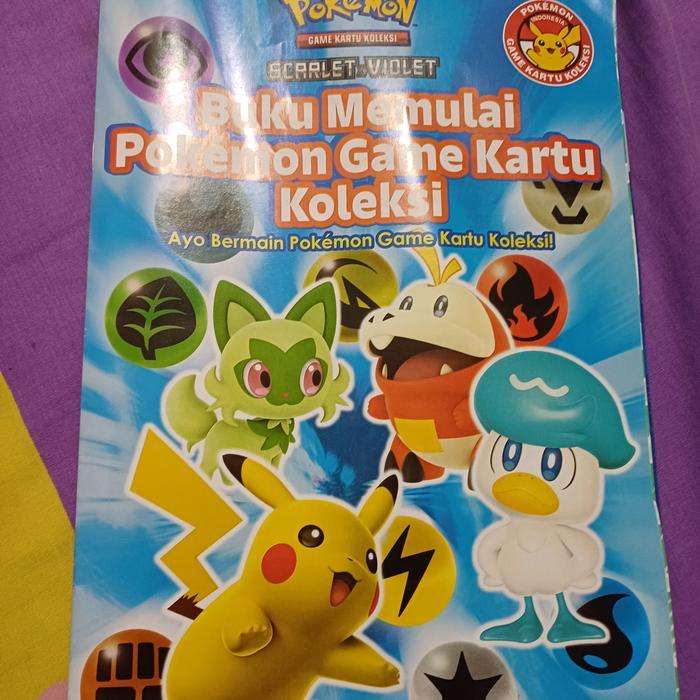 POKéMON
GAME KARTU KOLEKSI
SCARLET & VIOLET
POKÉMON
INDONESIA
GAME KARTU KOLEKSI
Buku Memulai
Pokémon Game Kartu
Koleksi
Ayo Bermain Pokémon Game Kartu Koleksi!